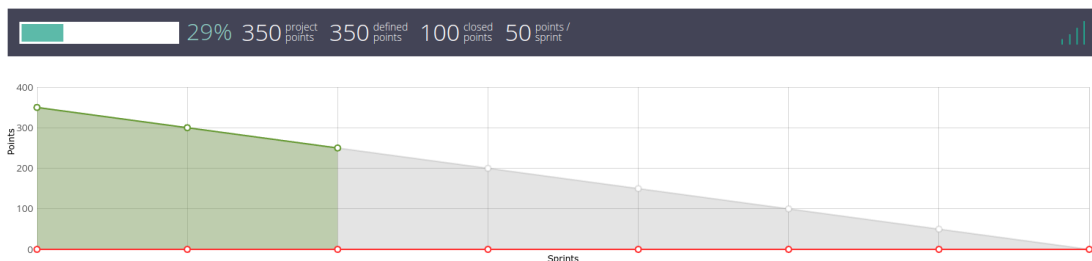 29% 350 project points 350 defined points 100 closed points 50 points / sprint
400
300
200
100
0
Points
Sprints